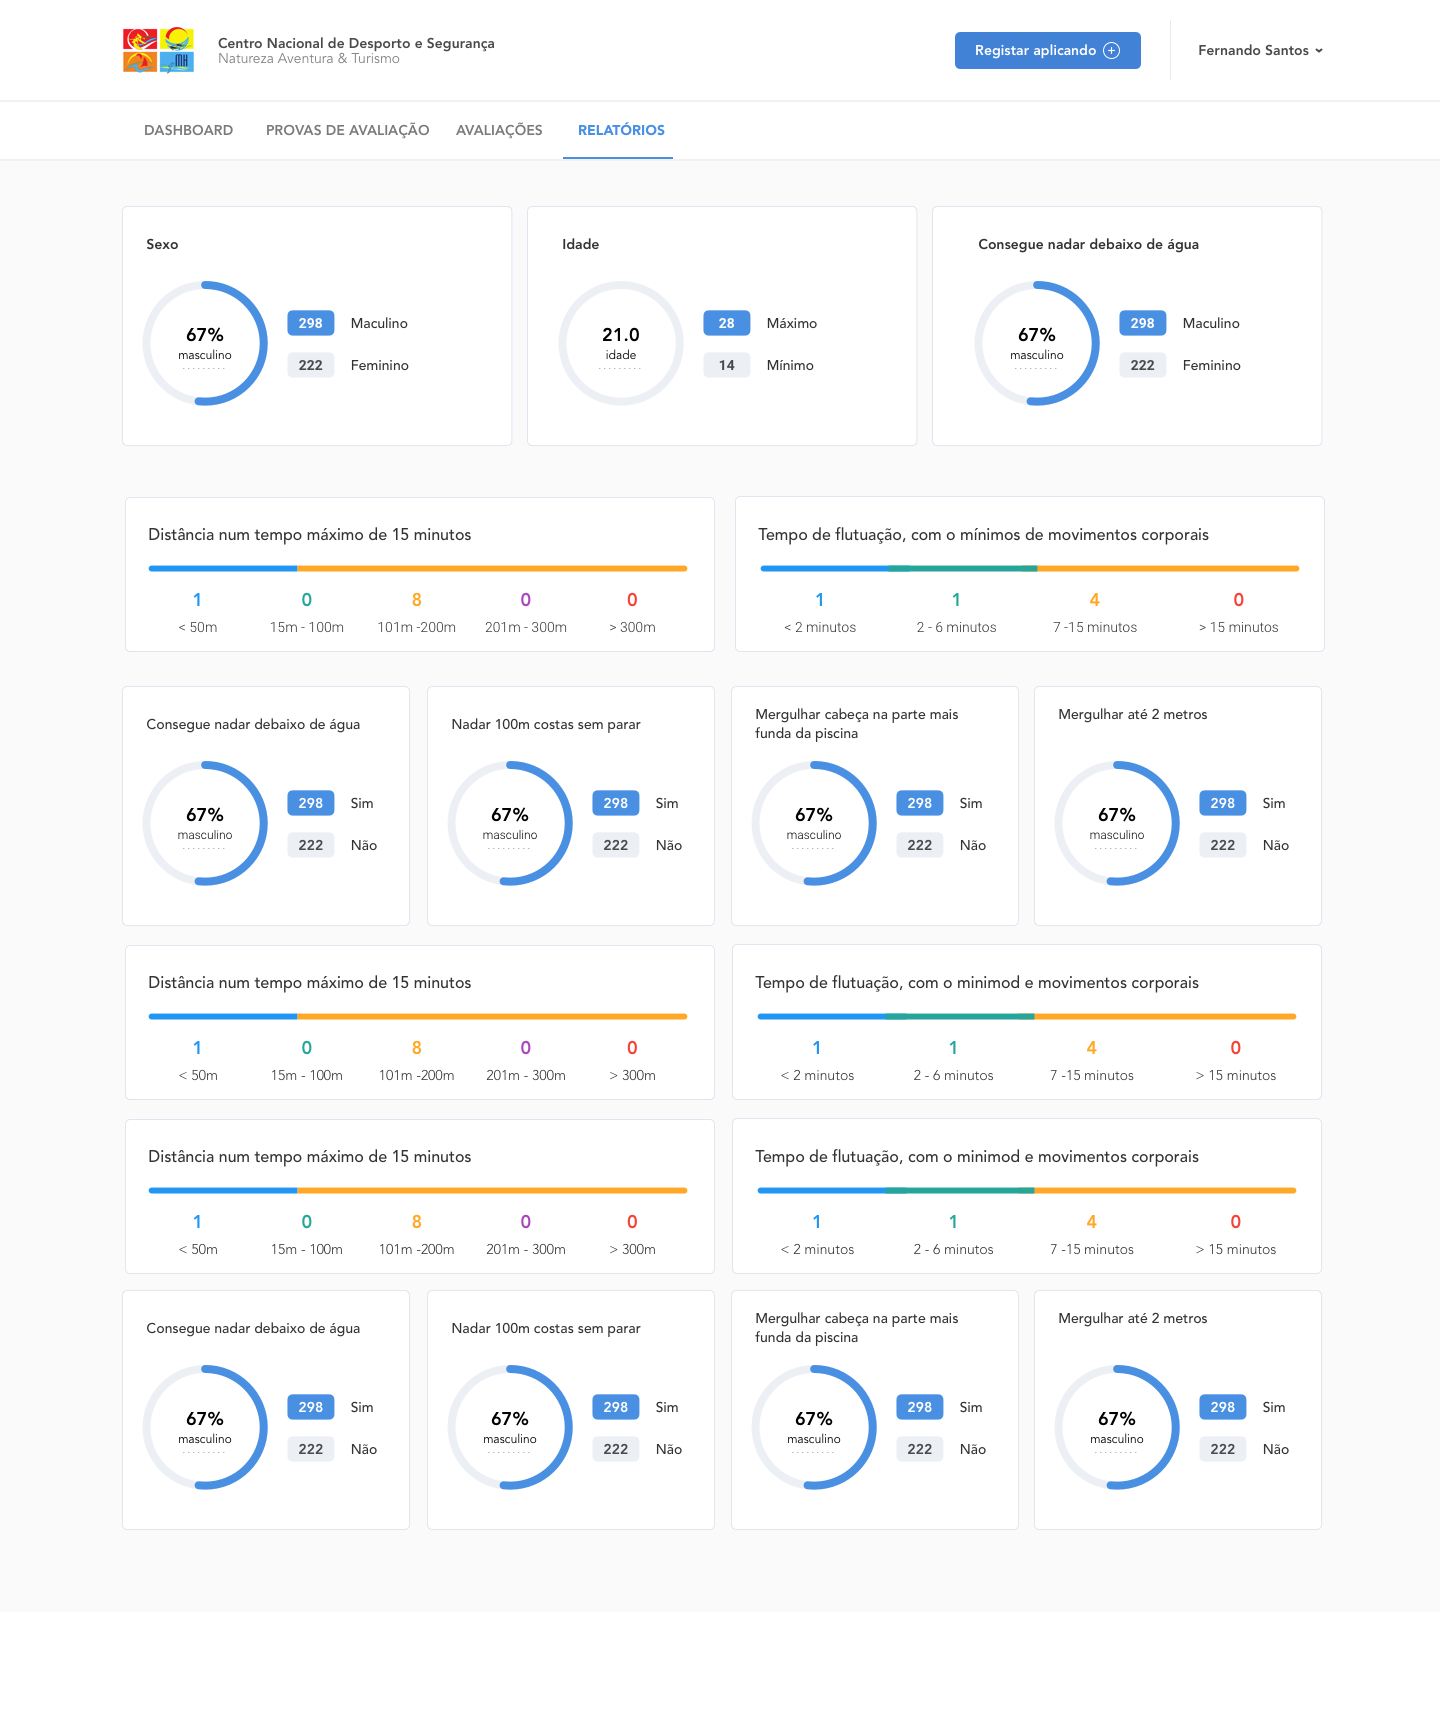 Centro Nacional de Desporto e Segurança
Natureza Aventura & Turismo
Registar aplicando
Fernando Santos
DASHBOARD PROVAS DE AVALIAÇÃO AVALIAÇÕES RELATÓRIOS
Sexo
67%
masculino
298 Maculino
222 Feminino
Idade
21.0
idade
28 Máximo
14 Mínimo
Consegue nadar debaixo de água
67%
masculino
298 Maculino
222 Feminino
Distância num tempo máximo de 15 minutos
1 0 8 0 0
< 50m 15m - 100m 101m -200m 201m - 300m > 300m
Tempo de flutuação, com o mínimos de movimentos corporais
1 1 4 0
< 2 minutos 2 - 6 minutos 7 -15 minutos > 15 minutos
Consegue nadar debaixo de água
67%
masculino
298 Sim
222 Não
Nadar 100m costas sem parar
67%
masculino
298 Sim
222 Não
Mergulhar cabeça na parte mais
funda da piscina
67%
masculino
298 Sim
222 Não
Mergulhar até 2 metros
67%
masculino
298 Sim
222 Não
Distância num tempo máximo de 15 minutos
1 0 8 0 0
< 50m 15m - 100m 101m -200m 201m - 300m > 300m
Tempo de flutuação, com o minimod e movimentos corporais
1 1 4 0
< 2 minutos 2 - 6 minutos 7 -15 minutos > 15 minutos
Distância num tempo máximo de 15 minutos
1 0 8 0 0
< 50m 15m - 100m 101m -200m 201m - 300m > 300m
Tempo de flutuação, com o minimod e movimentos corporais
1 1 4 0
< 2 minutos 2 - 6 minutos 7 -15 minutos > 15 minutos
Consegue nadar debaixo de água
67%
masculino
298 Sim
222 Não
Nadar 100m costas sem parar
67%
masculino
298 Sim
222 Não
Mergulhar cabeça na parte mais
funda da piscina
67%
masculino
298 Sim
222 Não
Mergulhar até 2 metros
67%
masculino
298 Sim
222 Não